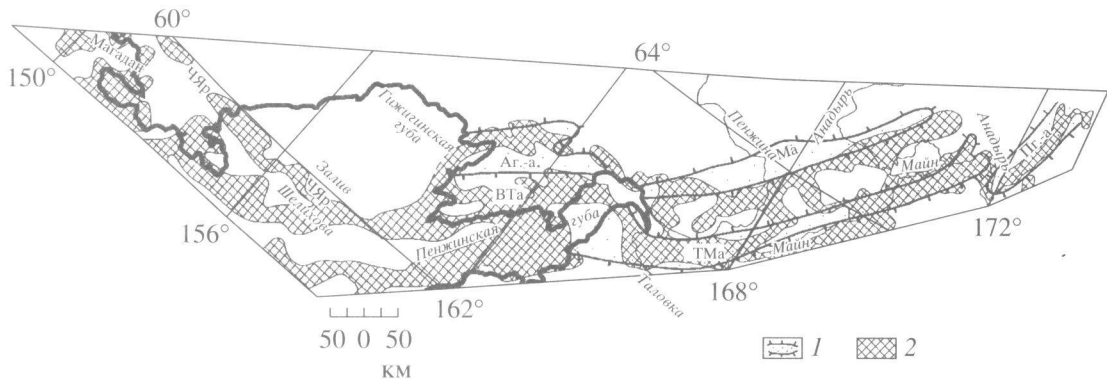 60°
64°
150°
Магадан
ЧЯр
Гижигинская
губа
Пенжина
Анадырь
Анадырь
Пг.-а
Ма
Майн
Аг.-а
Залив
Шелихова
ЧЯр
ВТа
губа
Пенжинская
ТМа
Майн
156°
172°
162°
168°
Таловка
50 0 50
км
1
2